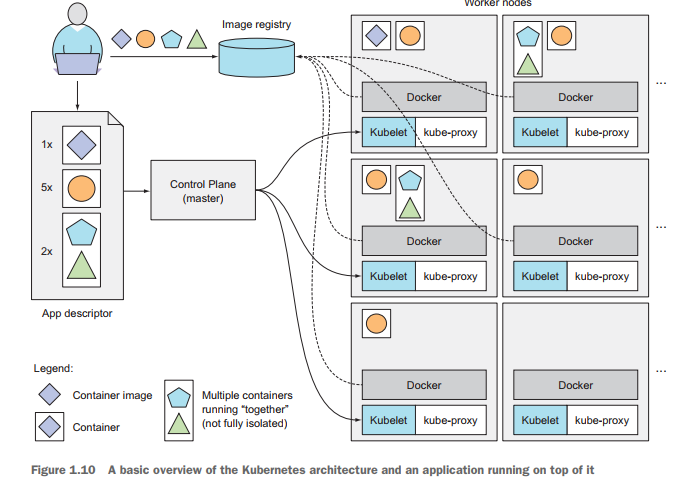 Worker nodes
Image registry
Docker
Docker
...
Kubelet
kube-proxy
Kubelet
kube-proxy
1x
5x
2x
Control Plane
(master)
Docker
Docker
...
Kubelet
kube-proxy
Kubelet
kube-proxy
App descriptor
Docker
Docker
...
Kubelet
kube-proxy
Kubelet
kube-proxy
Legend:
Container image
Container
Multiple containers
running “together”
(not fully isolated)
Figure 1.10 A basic overview of the Kubernetes architecture and an application running on top of it